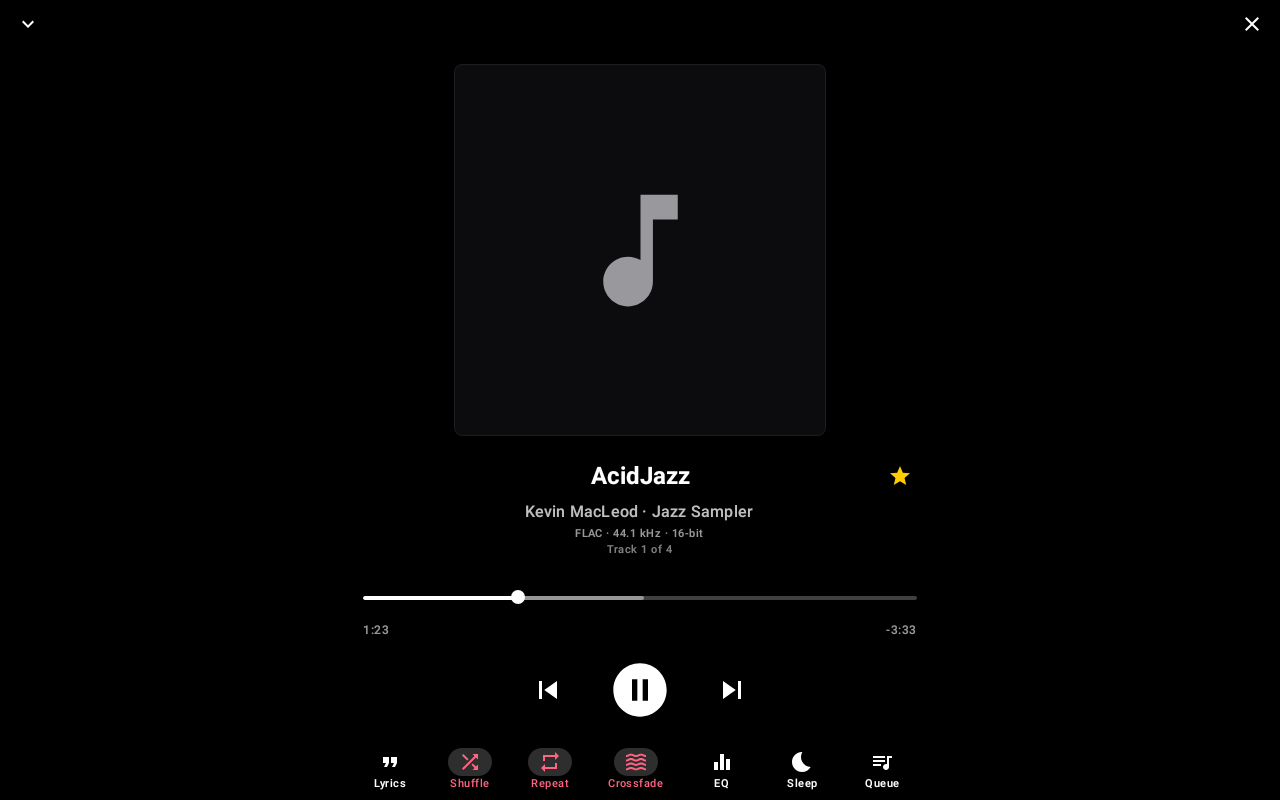 AcidJazz
Kevin MacLeod · Jazz Sampler
FLAC · 44.1 kHz · 16-bit
Track 1 of 4
1:23
-3:33
Lyrics
Shuffle
Repeat
Crossfade
EQ
Sleep
Queue